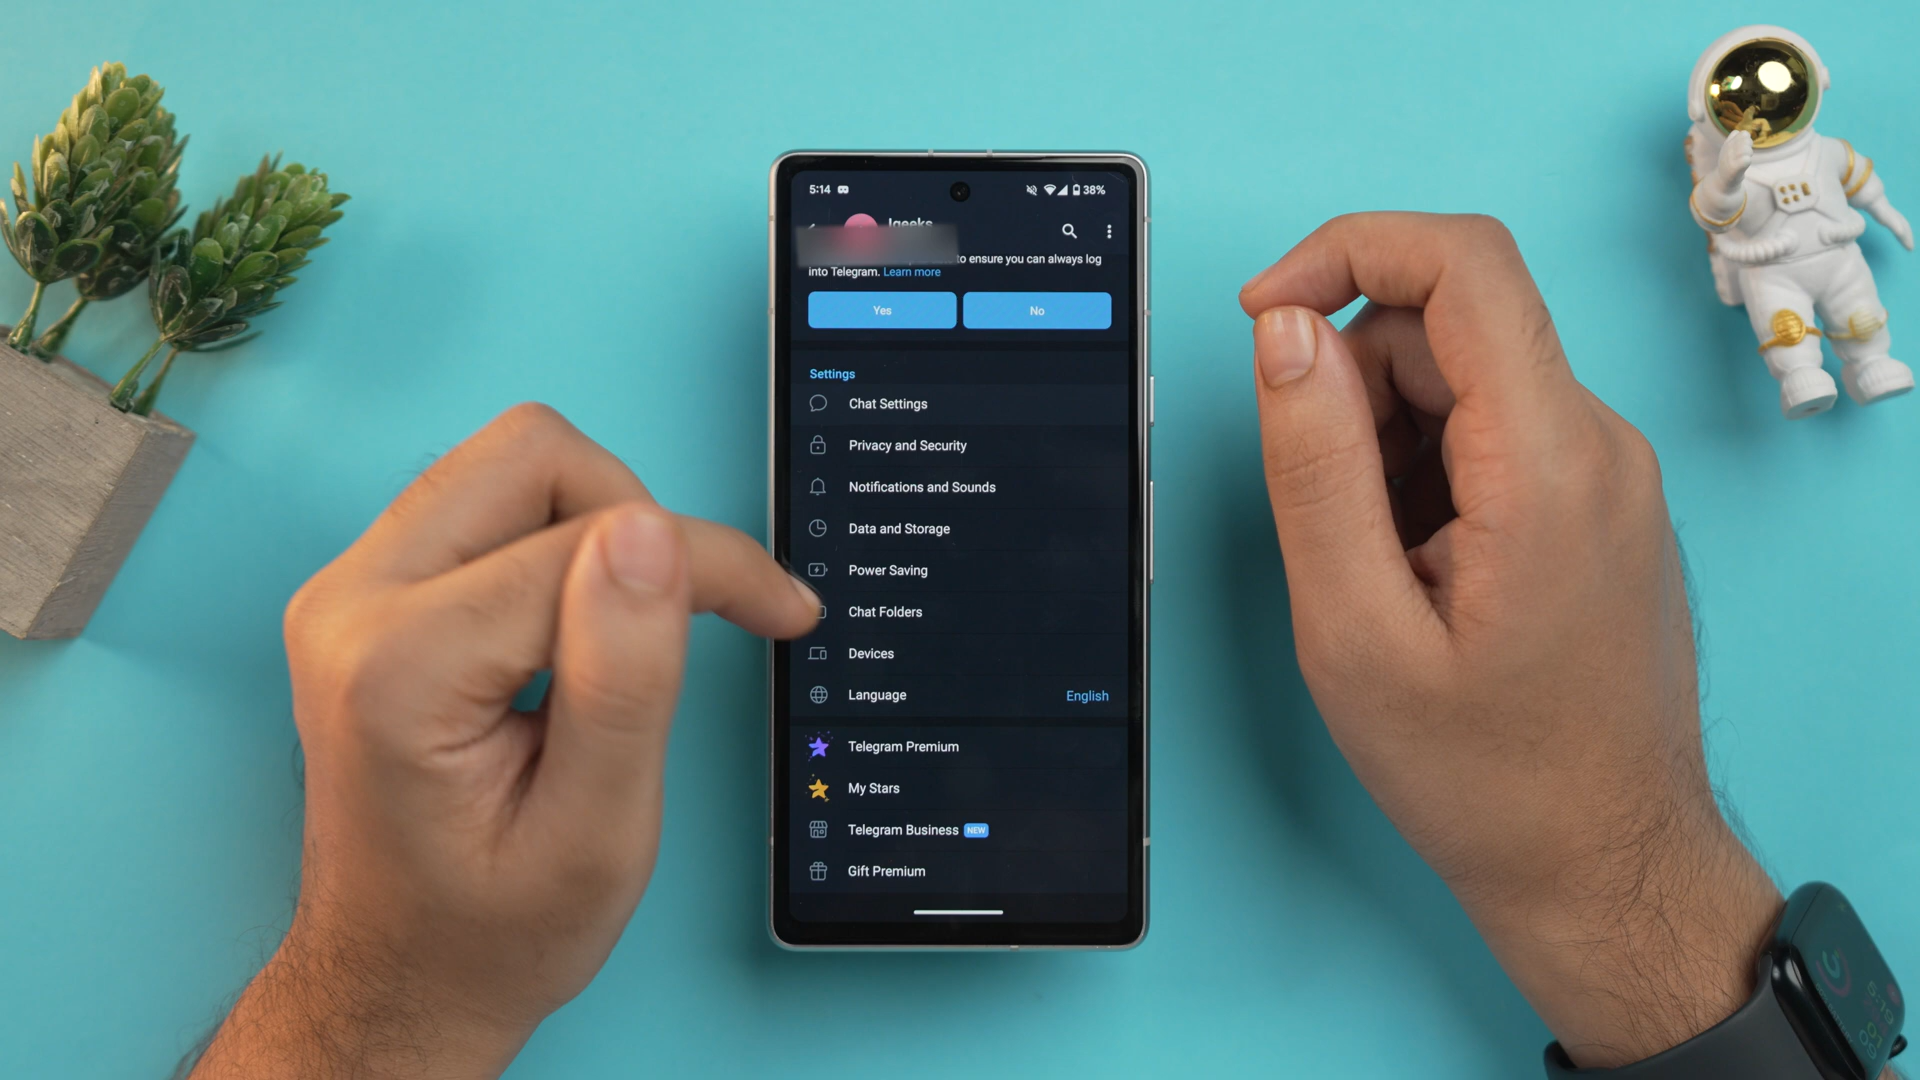 5:14
38%
Igeeks
to ensure you can always log
into Telegram. Learn more
Yes
No
Settings
Chat Settings
Privacy and Security
Notifications and Sounds
Data and Storage
Power Saving
Chat Folders
Devices
Language English
Telegram Premium
My Stars
Telegram Business NEW
Gift Premium